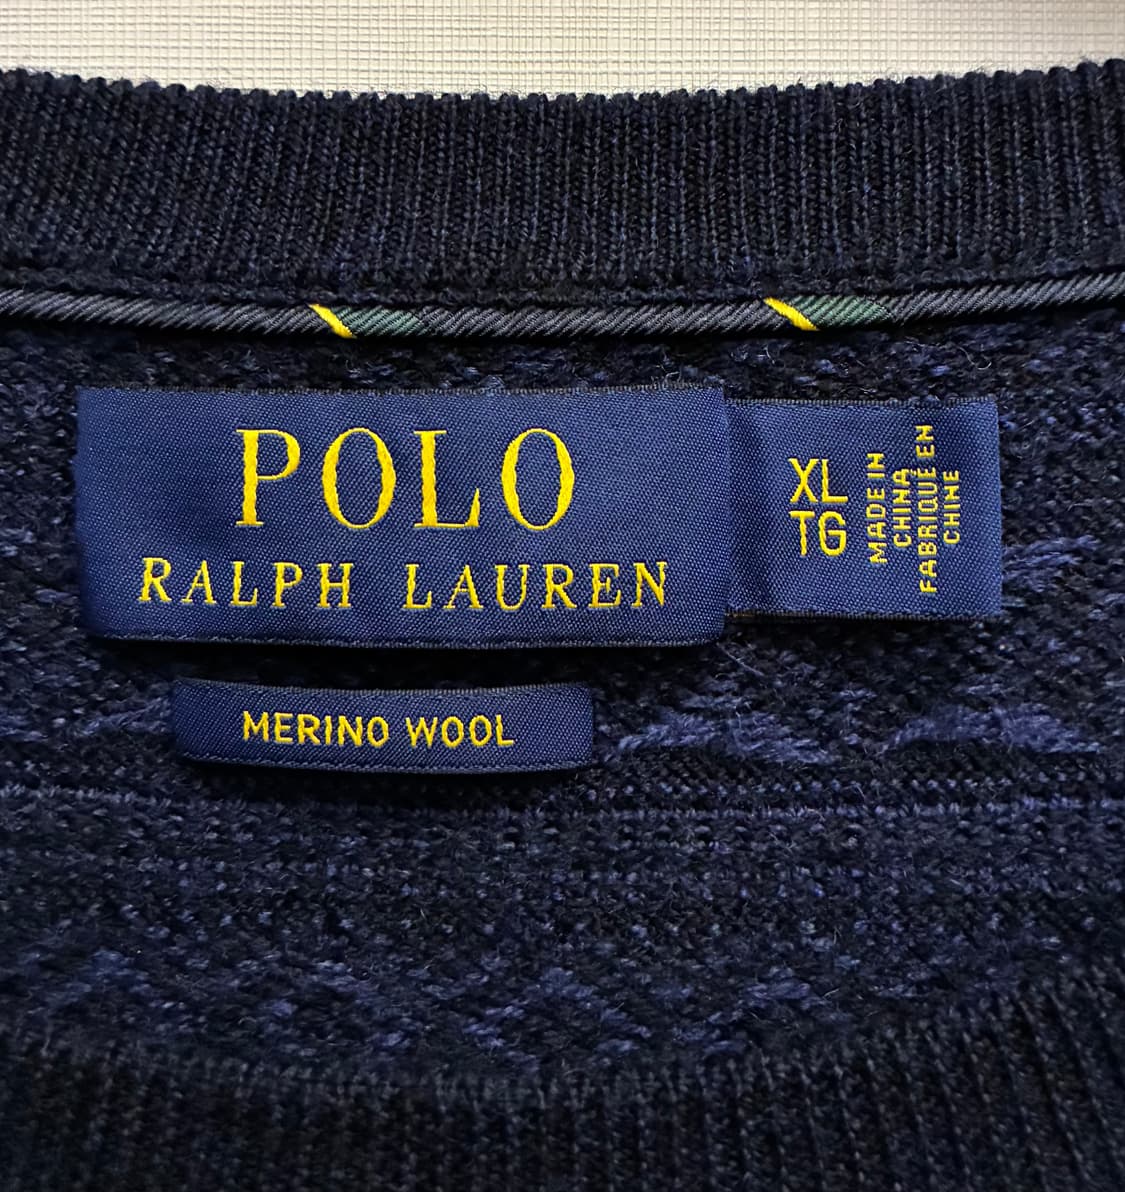 POLO
RALPH LAUREN
XL
TG
MADE IN
CHINA
FABRIQUÉ EN
CHINE
MERINO WOOL